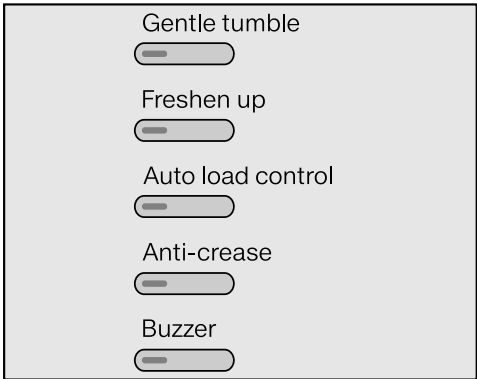 Gentle tumble
Freshen up
Auto load control
Anti-crease
Buzzer